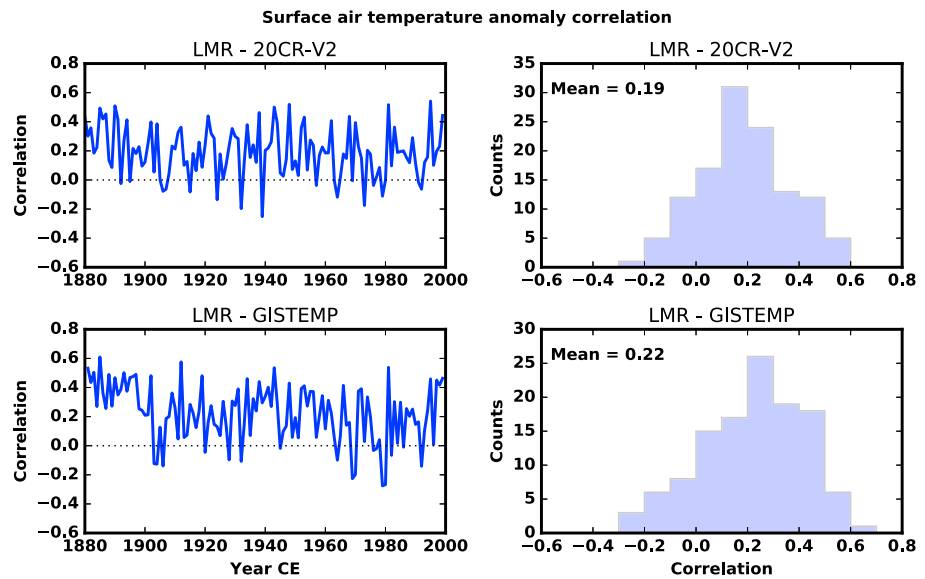 Surface air temperature anomaly correlation
LMR - 20CR-V2
0.8
0.6
0.4
0.2
0.0
−0.2
−0.4
−0.6
Correlation
1880 1900 1920 1940 1960 1980 2000
LMR - 20CR-V2
Mean = 0.19
35
30
25
20
15
10
5
0
Counts
−0.6 −0.4 −0.2 0.0 0.2 0.4 0.6 0.8
LMR - GISTEMP
0.8
0.6
0.4
0.2
0.0
−0.2
−0.4
−0.6
Correlation
1880 1900 1920 1940 1960 1980 2000
Year CE
LMR - GISTEMP
Mean = 0.22
30
25
20
15
10
5
0
Counts
−0.6 −0.4 −0.2 0.0 0.2 0.4 0.6 0.8
Correlation